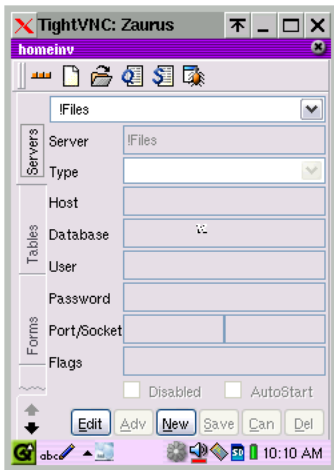 TightVNC: Zaurus
homeinv
!Files
Servers
Server !Files
Type
Host
Tables
Database
User
Password
Forms
Port/Socket
Flags
Disabled AutoStart
Edit Adv New Save Can Del
abc 10:10 AM